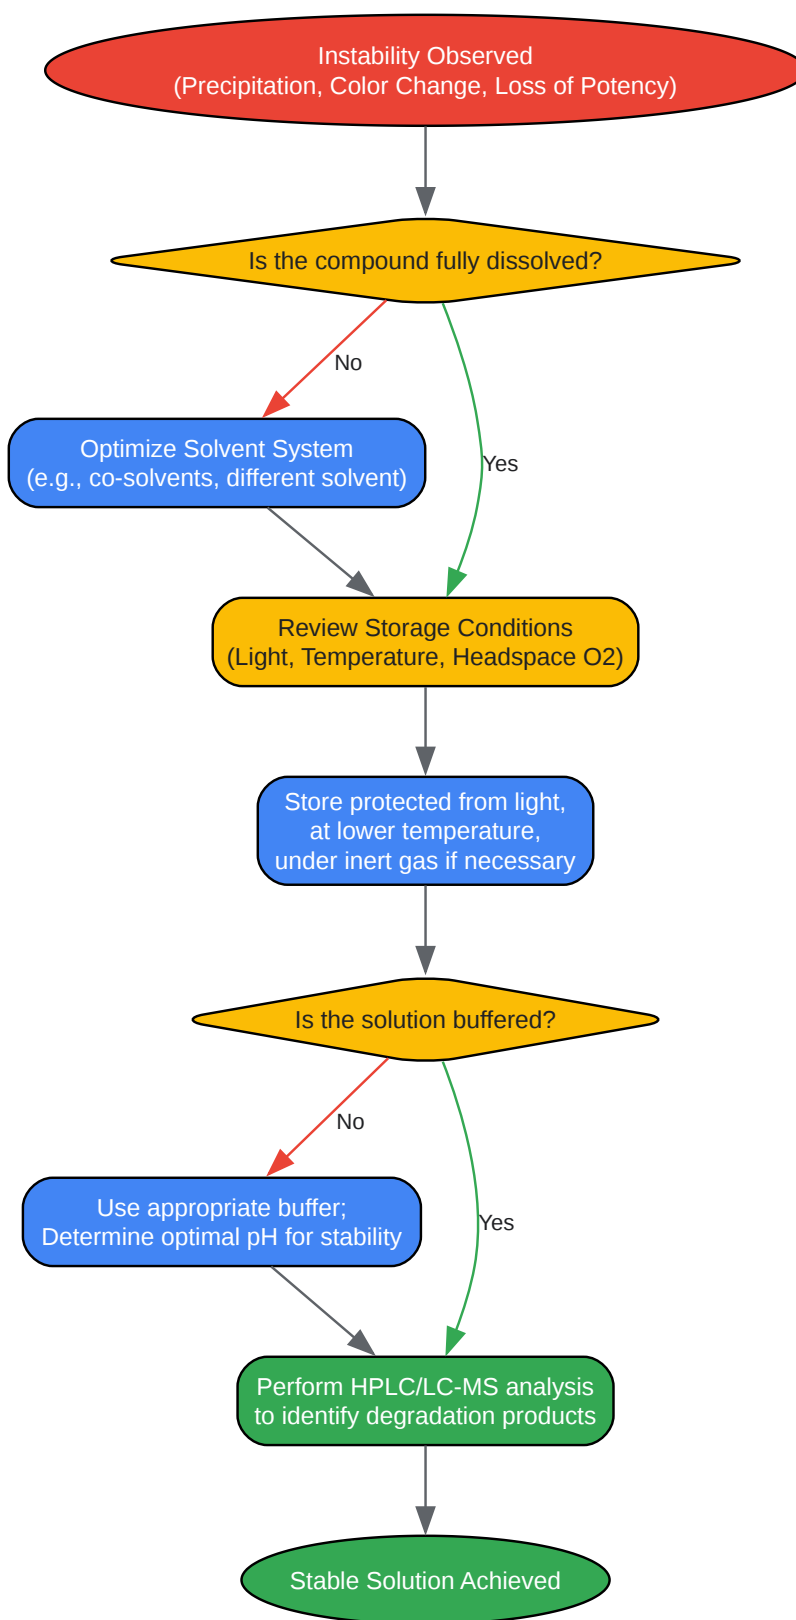 Instability Observed
(Precipitation, Color Change, Loss of Potency)
Is the compound fully dissolved?
No
Optimize Solvent System
(e.g., co-solvents, different solvent)
Yes
Review Storage Conditions
(Light, Temperature, Headspace O2)
Store protected from light,
at lower temperature,
under inert gas if necessary
Is the solution buffered?
No
Use appropriate buffer;
Determine optimal pH for stability
Yes
Perform HPLC/LC-MS analysis
to identify degradation products
Stable Solution Achieved